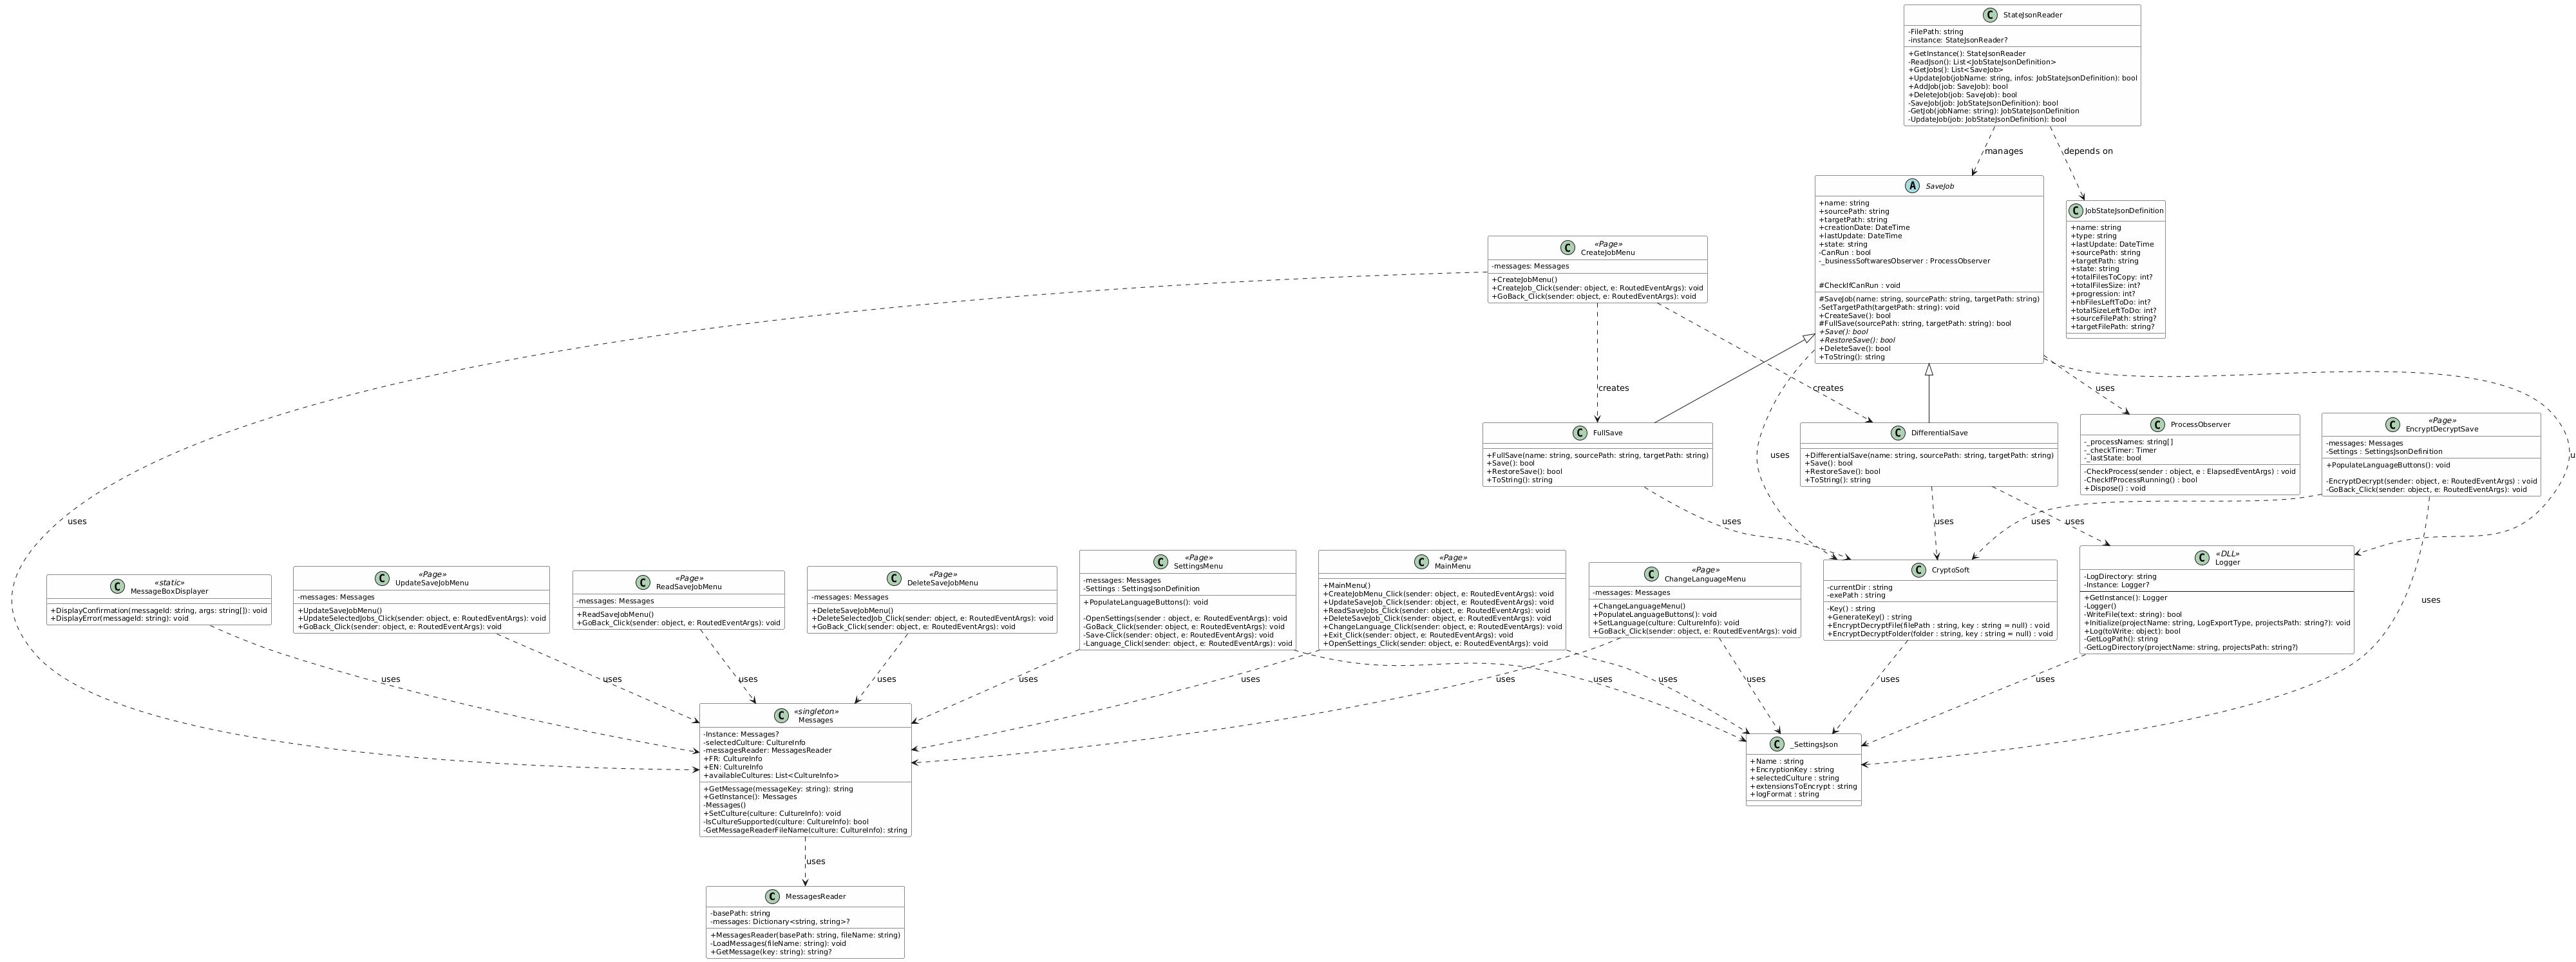 C StateJsonReader
-FilePath: string
-instance: StateJsonReader?
+GetInstance(): StateJsonReader
-ReadJson(): List<JobStateJsonDefinition>
+GetJobs(): List<SaveJob>
+UpdateJob(jobName: string, infos: JobStateJsonDefinition): bool
+AddJob(job: SaveJob): bool
+DeleteJob(job: SaveJob): bool
-SaveJob(job: JobStateJsonDefinition): bool
-GetJob(jobName: string): JobStateJsonDefinition
-UpdateJob(job: JobStateJsonDefinition): bool
manages
depends on
A SaveJob
+name: string
+sourcePath: string
+targetPath: string
+creationDate: DateTime
+lastUpdate: DateTime
+state: string
-CanRun : bool
-_businessSoftwaresObserver : ProcessObserver
#CheckIfCanRun : void
#SaveJob(name: string, sourcePath: string, targetPath: string)
-SetTargetPath(targetPath: string): void
+CreateSave(): bool
#FullSave(sourcePath: string, targetPath: string): bool
+Save(): bool
+RestoreSave(): bool
+DeleteSave(): bool
+ToString(): string
C JobStateJsonDefinition
+name: string
+type: string
+lastUpdate: DateTime
+sourcePath: string
+targetPath: string
+state: string
+totalFilesToCopy: int?
+totalFilesSize: int?
+progression: int?
+nbFilesLeftToDo: int?
+totalSizeLeftToDo: int?
+sourceFilePath: string?
+targetFilePath: string?
«Page»
C CreateJobMenu
-messages: Messages
+CreateJobMenu()
+CreateJob_Click(sender: object, e: RoutedEventArgs): void
+GoBack_Click(sender: object, e: RoutedEventArgs): void
creates
creates
uses
uses
u
uses
C FullSave
+FullSave(name: string, sourcePath: string, targetPath: string)
+Save(): bool
+RestoreSave(): bool
+ToString(): string
C DifferentialSave
+DifferentialSave(name: string, sourcePath: string, targetPath: string)
+Save(): bool
+RestoreSave(): bool
+ToString(): string
C ProcessObserver
-_processNames: string[]
-_checkTimer: Timer
-_lastState: bool
-CheckProcess(sender : object, e : ElapsedEventArgs) : void
-CheckIfProcessRunning() : bool
+Dispose() : void
«Page»
C EncryptDecryptSave
-messages: Messages
-Settings : SettingsJsonDefinition
+PopulateLanguageButtons(): void
-EncryptDecrypt(sender: object, e: RoutedEventArgs) : void
-GoBack_Click(sender: object, e: RoutedEventArgs): void
uses
uses
uses
uses
uses
«static»
C MessageBoxDisplayer
+DisplayConfirmation(messageId: string, args: string[]): void
+DisplayError(messageId: string): void
«Page»
C UpdateSaveJobMenu
-messages: Messages
+UpdateSaveJobMenu()
+UpdateSelectedJobs_Click(sender: object, e: RoutedEventArgs): void
+GoBack_Click(sender: object, e: RoutedEventArgs): void
«Page»
C ReadSaveJobMenu
-messages: Messages
+ReadSaveJobMenu()
+GoBack_Click(sender: object, e: RoutedEventArgs): void
«Page»
C DeleteSaveJobMenu
-messages: Messages
+DeleteSaveJobMenu()
+DeleteSelectedJob_Click(sender: object, e: RoutedEventArgs): void
+GoBack_Click(sender: object, e: RoutedEventArgs): void
«Page»
C SettingsMenu
-messages: Messages
-Settings : SettingsJsonDefinition
+PopulateLanguageButtons(): void
-OpenSettings(sender : object, e: RoutedEventArgs): void
-GoBack_Click(sender: object, e: RoutedEventArgs): void
-Save-Click(sender: object, e: RoutedEventArgs): void
-Language_Click(sender: object, e: RoutedEventArgs): void
«Page»
C MainMenu
+MainMenu()
+CreateJobMenu_Click(sender: object, e: RoutedEventArgs): void
+UpdateSaveJob_Click(sender: object, e: RoutedEventArgs): void
+ReadSaveJobs_Click(sender: object, e: RoutedEventArgs): void
+DeleteSaveJob_Click(sender: object, e: RoutedEventArgs): void
+ChangeLanguage_Click(sender: object, e: RoutedEventArgs): void
+Exit_Click(sender: object, e: RoutedEventArgs): void
+OpenSettings_Click(sender: object, e: RoutedEventArgs): void
«Page»
C ChangeLanguageMenu
-messages: Messages
+ChangeLanguageMenu()
+PopulateLanguageButtons(): void
+SetLanguage(culture: CultureInfo): void
+GoBack_Click(sender: object, e: RoutedEventArgs): void
C CryptoSoft
-currentDir : string
-exePath : string
-Key() : string
+GenerateKey() : string
+EncryptDecryptFile(filePath : string, key : string = null) : void
+EncryptDecryptFolder(folder : string, key : string = null) : void
«DLL»
C Logger
-LogDirectory: string
-Instance: Logger?
+GetInstance(): Logger
-Logger()
-WriteFile(text: string): bool
+Initialize(projectName: string, LogExportType, projectsPath: string?): void
+Log(toWrite: object): bool
-GetLogPath(): string
-GetLogDirectory(projectName: string, projectsPath: string?)
uses
uses
uses
uses
uses
uses
uses
uses
uses
uses
uses
uses
«singleton»
C Messages
-Instance: Messages?
-selectedCulture: CultureInfo
-messagesReader: MessagesReader
+FR: CultureInfo
+EN: CultureInfo
+availableCultures: List<CultureInfo>
+GetMessage(messageKey: string): string
+GetInstance(): Messages
-Messages()
+SetCulture(culture: CultureInfo): void
-IsCultureSupported(culture: CultureInfo): bool
-GetMessageReaderFileName(culture: CultureInfo): string
C _SettingsJson
+Name : string
+EncryptionKey : string
+selectedCulture : string
+extensionsToEncrypt : string
+logFormat : string
uses
C MessagesReader
-basePath: string
-messages: Dictionary<string, string>?
+MessagesReader(basePath: string, fileName: string)
-LoadMessages(fileName: string): void
+GetMessage(key: string): string?